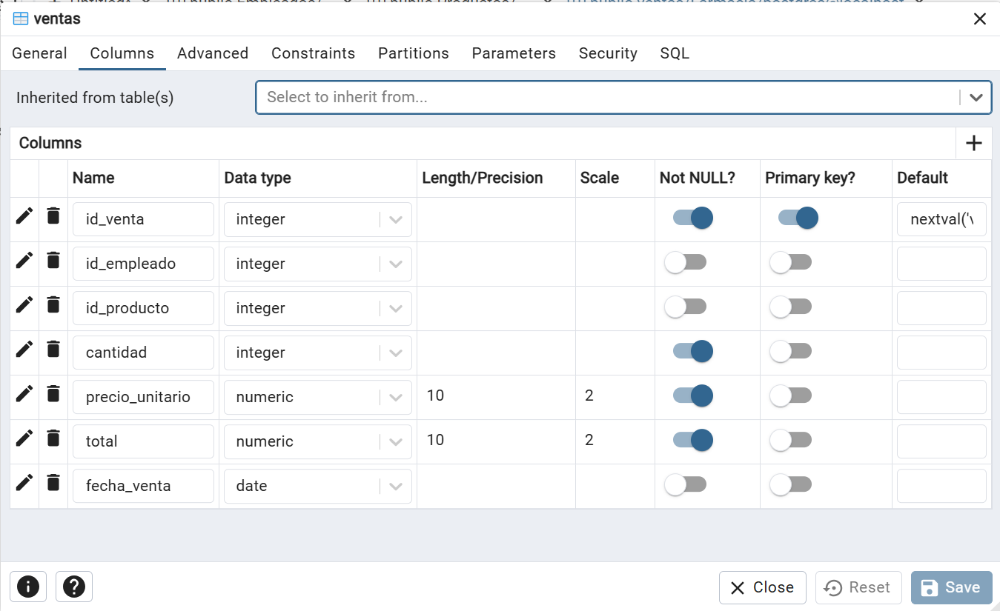 ventas
General Columns Advanced Constraints Partitions Parameters Security SQL
Inherited from table(s) Select to inherit from...
Columns
Name Data type Length/Precision Scale Not NULL? Primary key? Default
id_venta integer nextval('v
id_empleado integer
id_producto integer
cantidad integer
precio_unitario numeric 10 2
total numeric 10 2
fecha_venta date
Close Reset Save